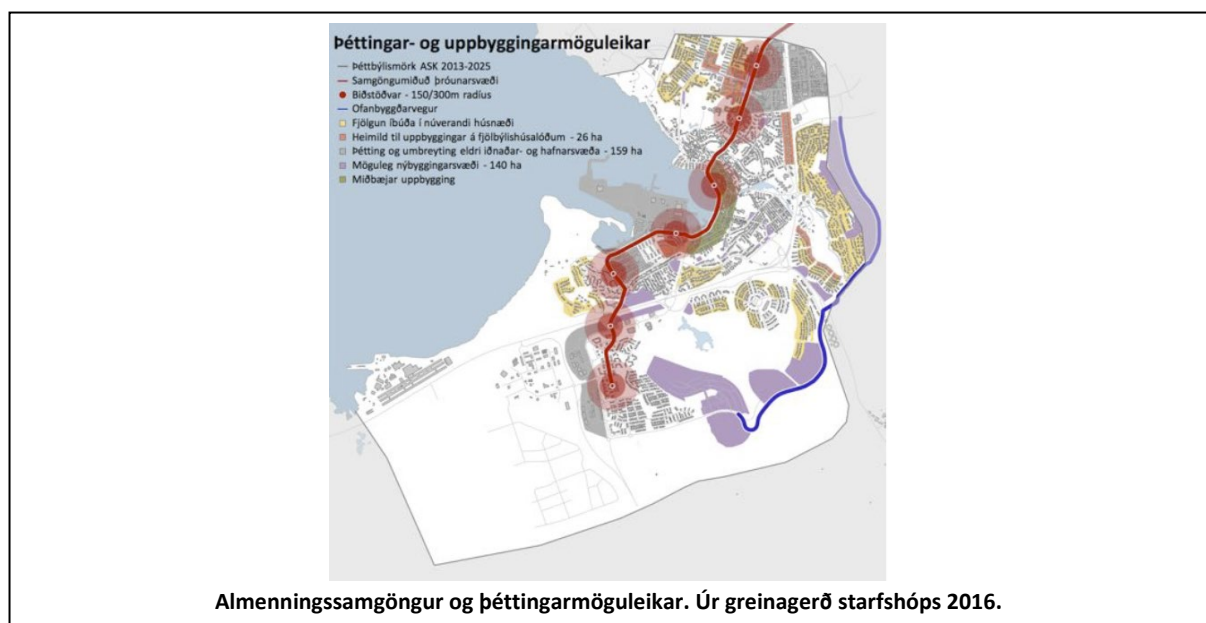 Þéttingar- og uppbyggingarmöguleikar
Þéttbýlismörk ASK 2013-2025
Samgöngumiðuð þróunarsvæði
Biðstöðvar - 150/300m radíus
Ofanbyggðarvegur
Fjölgun íbúða í núverandi húsnæði
Heimild til uppbyggingar á fjölbýlishúsalóðum - 26 ha
Þétting og umbreyting eldri iðnaðar- og hafnarsvæða - 159 ha
Möguleg nýbyggingarsvæði - 140 ha
Miðbæjar uppbygging
Almenningssamgöngur og þéttingarmöguleikar. Úr greinagerð starfshóps 2016.